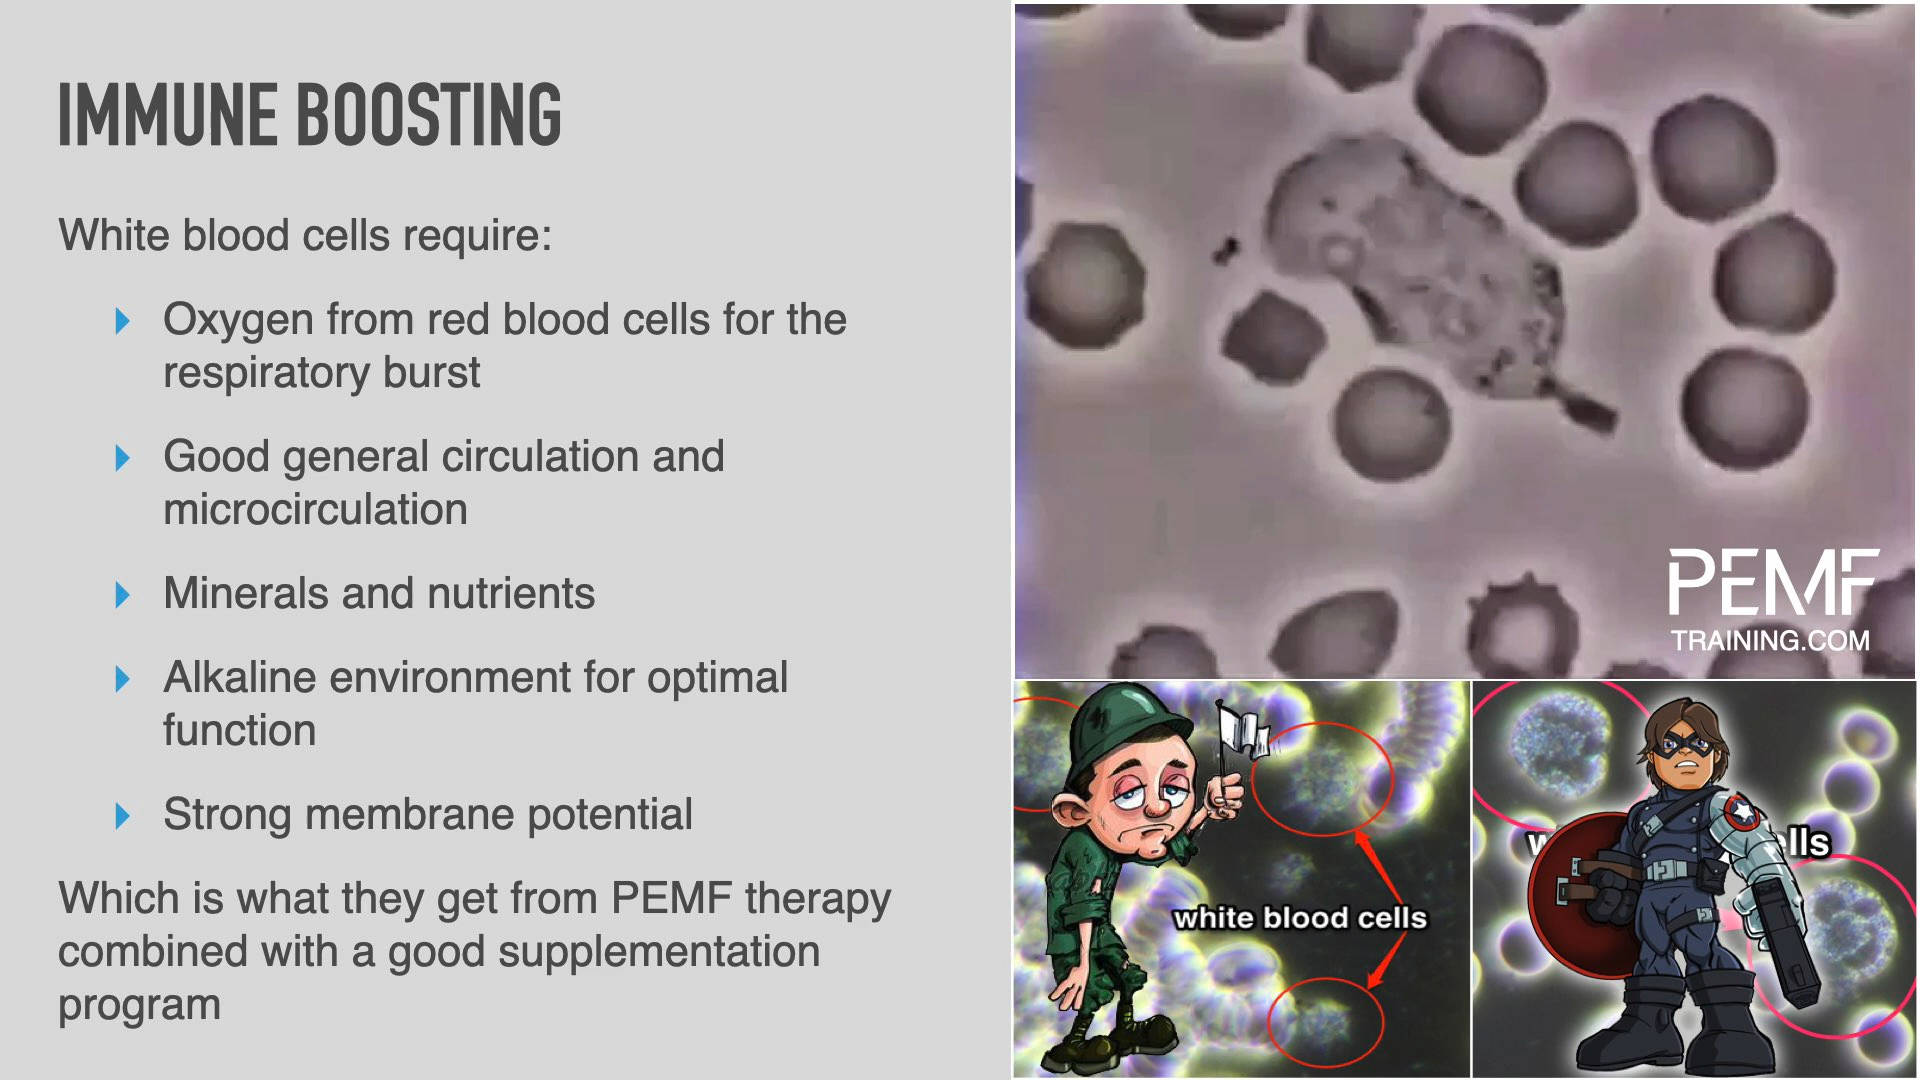 IMMUNE BOOSTING
White blood cells require:
Oxygen from red blood cells for the
respiratory burst
Good general circulation and
microcirculation
Minerals and nutrients
Alkaline environment for optimal
function
Strong membrane potential
Which is what they get from PEMF therapy
combined with a good supplementation
program
PEMF
TRAINING.COM
white blood cells